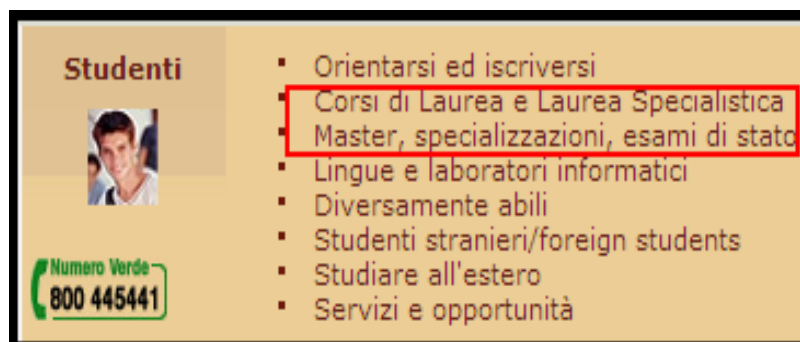 Studenti
Orientarsi ed iscriversi
Corsi di Laurea e Laurea Specialistica
Master, specializzazioni, esami di stato
Lingue e laboratori informatici
Diversamente abili
Studenti stranieri/foreign students
Studiare all'estero
Servizi e opportunità
Numero Verde
800 445441